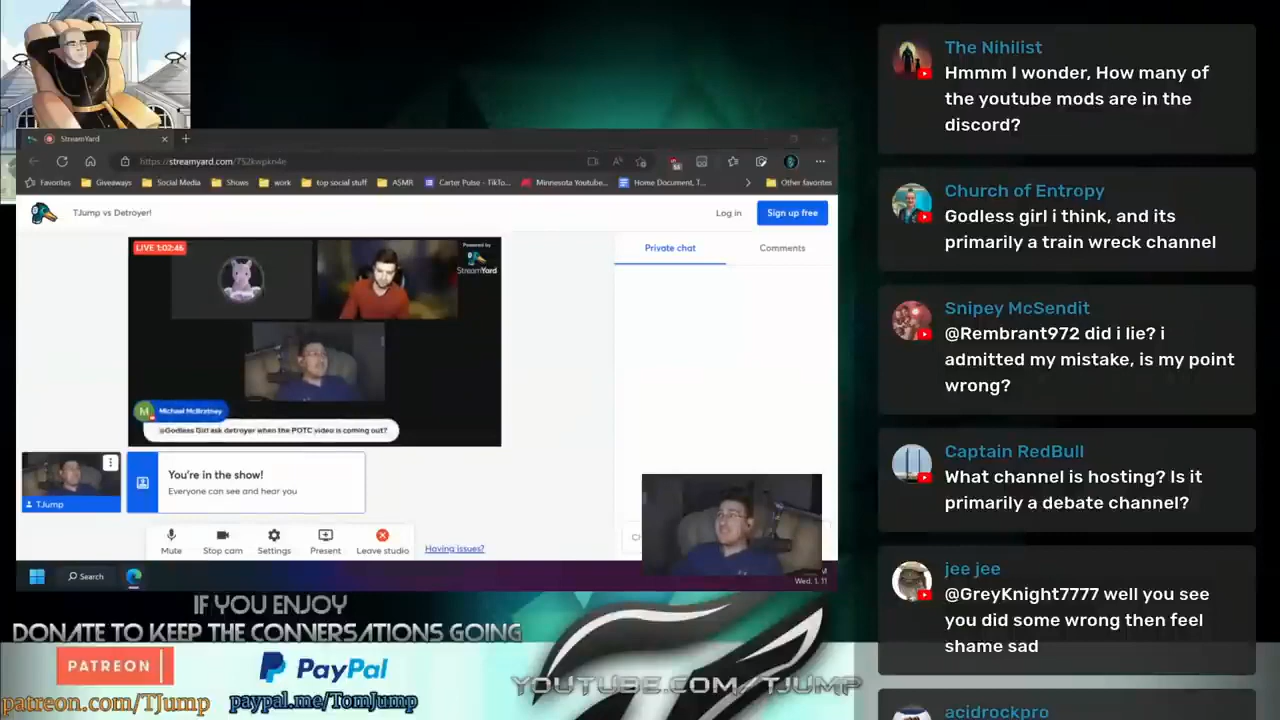 StreamYard
https://streamyard.com/752kwpkn4e
Favorites
Giveaways
Social Media
Shows
work
top social stuff
ASMR
Carter Pulse - TikTo...
Minnesota Youtube...
Home Document, T...
Other favorites
TJump vs Detroyer!
Log in
Sign up free
LIVE 1:02:46
Powered by
StreamYard
M
Michael McBratney
@Godless Girl ask detroyer when the POTC video is coming out?
Private chat
Comments
TJump
You're in the show!
Everyone can see and hear you
Mute
Stop cam
Settings
Present
Leave studio
Having issues?
Search
Wed. 1. 11
IF YOU ENJOY
DONATE TO KEEP THE CONVERSATIONS GOING
PATREON
patreon.com/TJump
PayPal
paypal.me/TomJump
YOUTUBE.COM/TJUMP
The Nihilist
Hmmm I wonder, How many of
the youtube mods are in the
discord?
Church of Entropy
Godless girl i think, and its
primarily a train wreck channel
Snipey McSendit
@Rembrant972 did i lie? i
admitted my mistake, is my point
wrong?
Captain RedBull
What channel is hosting? Is it
primarily a debate channel?
jee jee
@GreyKnight7777 well you see
you did some wrong then feel
shame sad
acidrockpro